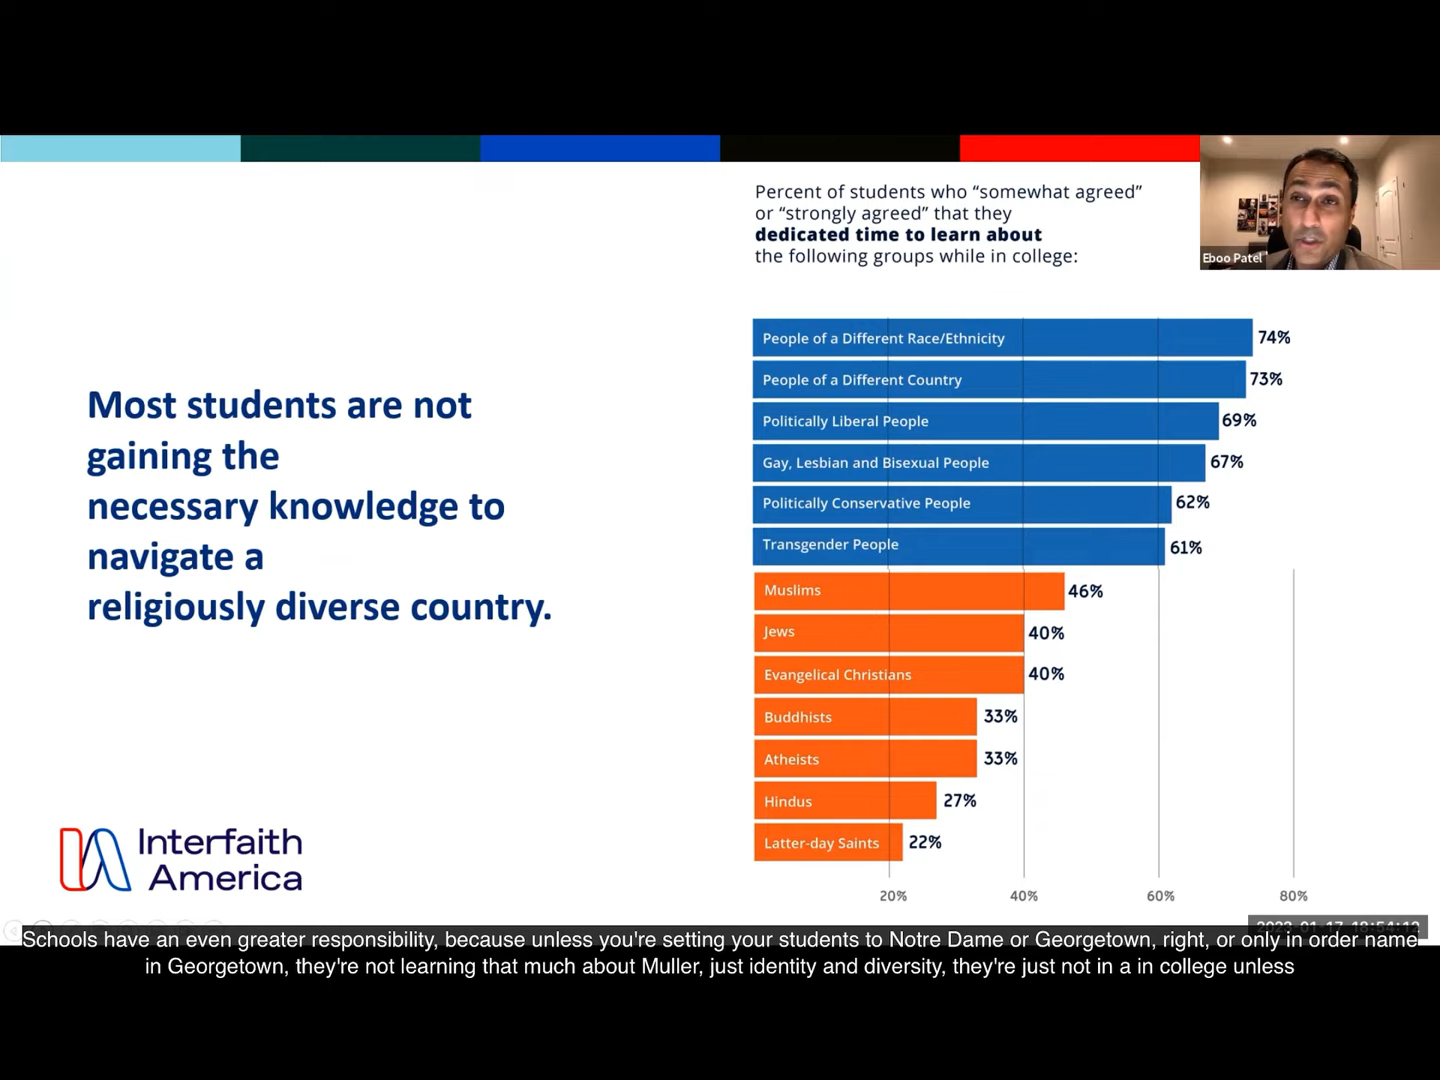 Percent of students who “somewhat agreed”
or “strongly agreed” that they
dedicated time to learn about
the following groups while in college:
Eboo Patel
Most students are not
gaining the
necessary knowledge to
navigate a
religiously diverse country.
People of a Different Race/Ethnicity 74%
People of a Different Country 73%
Politically Liberal People 69%
Gay, Lesbian and Bisexual People 67%
Politically Conservative People 62%
Transgender People 61%
Muslims 46%
Jews 40%
Evangelical Christians 40%
Buddhists 33%
Atheists 33%
Hindus 27%
Latter-day Saints 22%
20% 40% 60% 80%
Interfaith
America
Schools have an even greater responsibility, because unless you're setting your students to Notre Dame or Georgetown, right, or only in order name
in Georgetown, they're not learning that much about Muller, just identity and diversity, they're just not in a in college unless